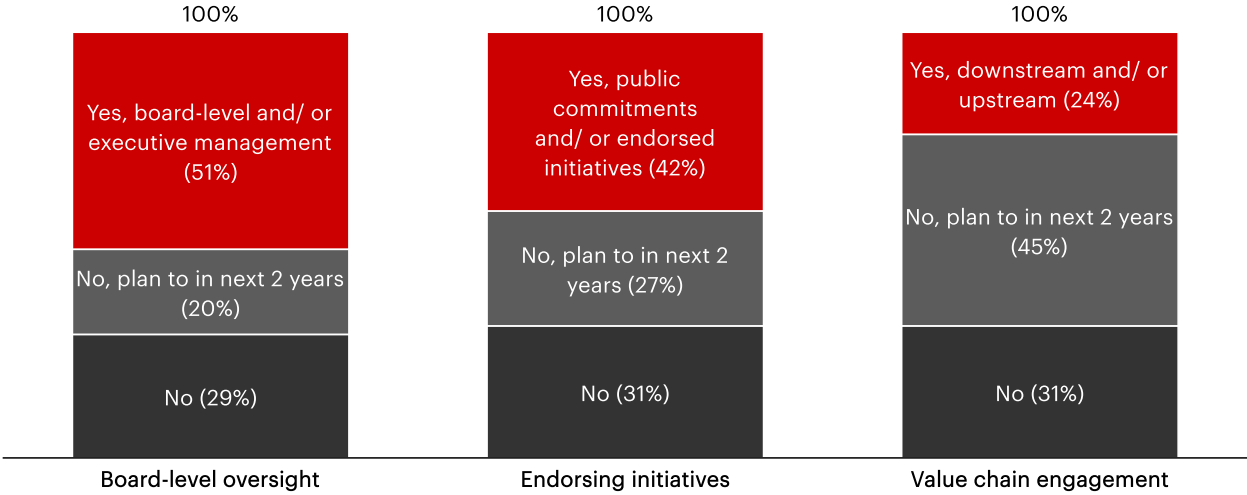 100%
Yes, board-level and/ or
executive management
(51%)
No, plan to in next 2 years
(20%)
No (29%)
Board-level oversight
100%
Yes, public
commitments
and/ or endorsed
initiatives (42%)
No, plan to in next 2
years (27%)
No (31%)
Endorsing initiatives
100%
Yes, downstream and/ or
upstream (24%)
No, plan to in next 2 years
(45%)
No (31%)
Value chain engagement